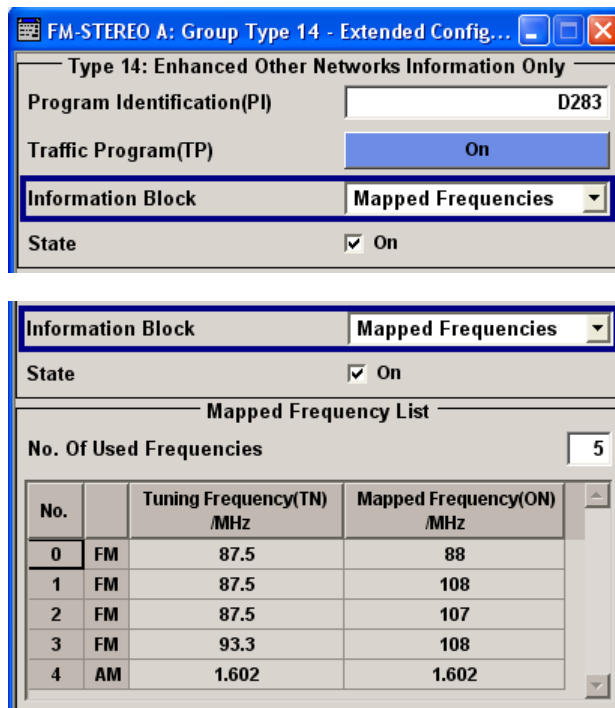 FM-STEREO A: Group Type 14 - Extended Config...
Type 14: Enhanced Other Networks Information Only
Program Identification(PI) D283
Traffic Program(TP) On
Information Block Mapped Frequencies
State On
Information Block Mapped Frequencies
State On
Mapped Frequency List
No. Of Used Frequencies 5
No. Tuning Frequency(TN) /MHz Mapped Frequency(ON) /MHz
0 FM 87.5 88
1 FM 87.5 108
2 FM 87.5 107
3 FM 93.3 108
4 AM 1.602 1.602